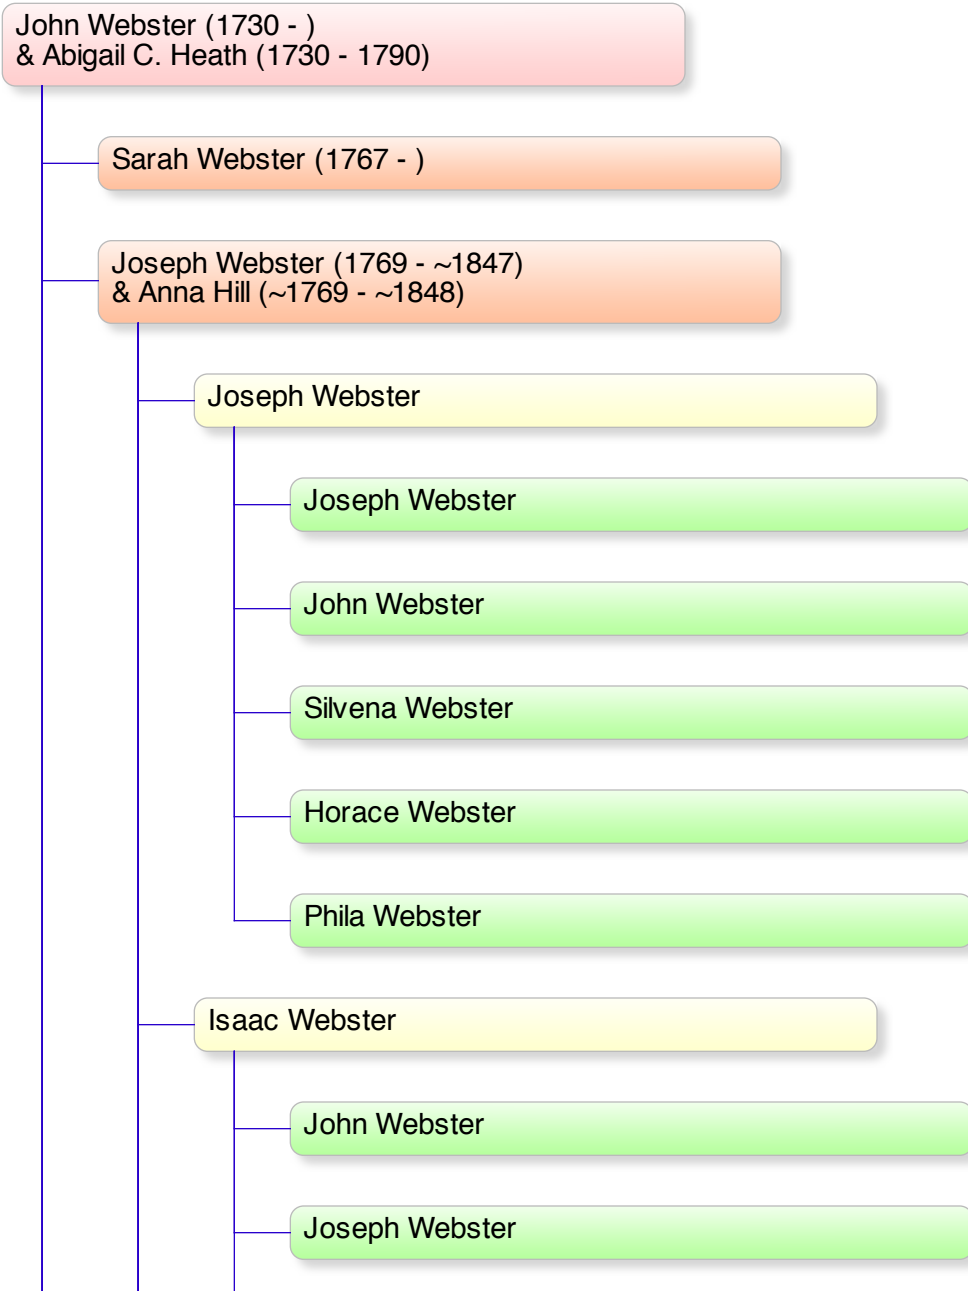 John Webster (1730 - )
& Abigail C. Heath (1730 - 1790)
Sarah Webster (1767 - )
Joseph Webster (1769 - ~1847)
& Anna Hill (~1769 - ~1848)
Joseph Webster
Joseph Webster
John Webster
Silvena Webster
Horace Webster
Phila Webster
Isaac Webster
John Webster
Joseph Webster